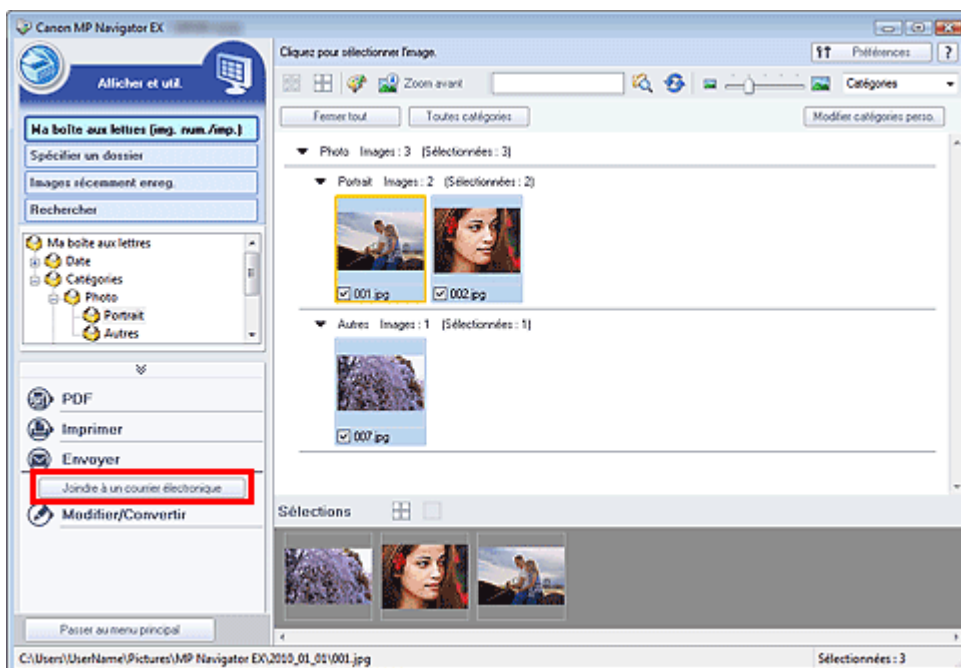 Canon MP Navigator EX
Afficher et util.
Ma boîte aux lettres (img. num./imp.)
Spécifier un dossier
Images récemment enreg.
Rechercher
Ma boîte aux lettres
Date
Catégories
Photo
Portrait
Autres
PDF
Imprimer
Envoyer
Joindre à un courrier électronique
Modifier/Convertir
Passer au menu principal
Cliquez pour sélectionner l'image.
Préférences
?
Zoom avant
Catégories
Fermer tout
Toutes catégories
Modifier catégories perso.
Photo Images : 3 (Sélectionnées : 3)
Portrait Images : 2 (Sélectionnées : 2)
001.jpg
002.jpg
Autres Images : 1 (Sélectionnées : 1)
007.jpg
Sélections
C:\Users\UserName\Pictures\MP Navigator EX\2010_01_01\001.jpg
Sélectionnées : 3